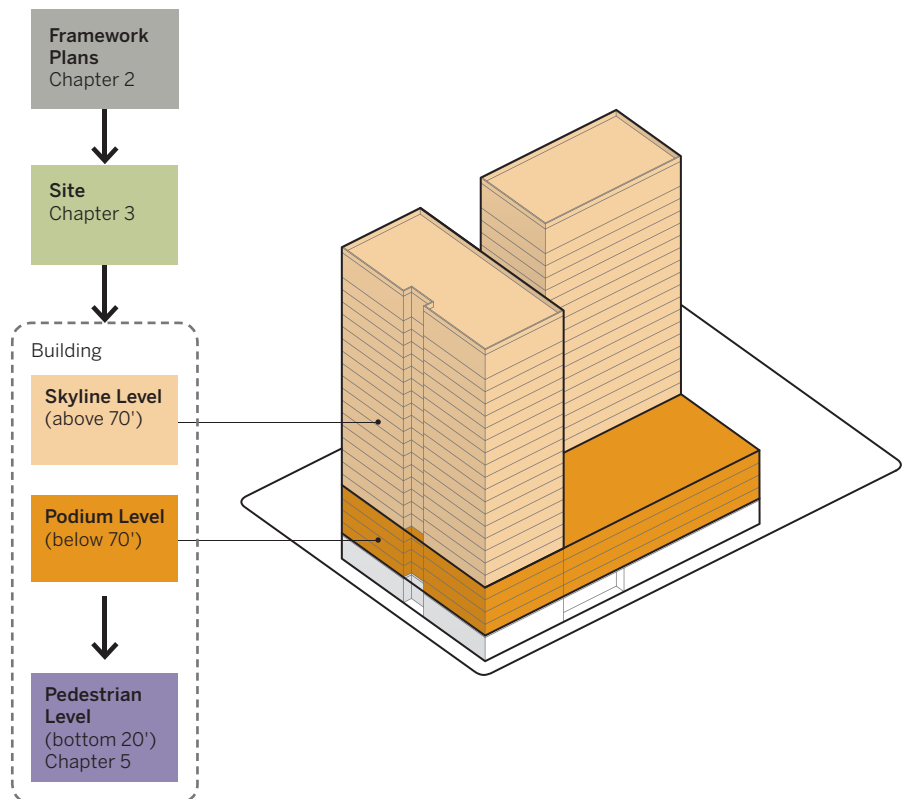 Framework
Plans
Chapter 2
Site
Chapter 3
Building
Skyline Level
(above 70')
Podium Level
(below 70')
Pedestrian
Level
(bottom 20')
Chapter 5